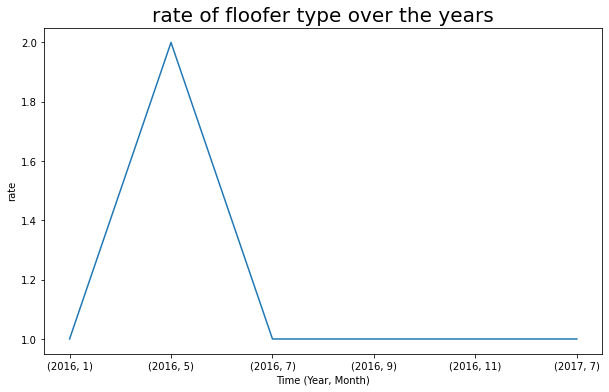 rate of floofer type over the years
2.0
1.8
1.6
1.4
1.2
1.0
rate
(2016, 1) (2016, 5) (2016, 7) (2016, 9) (2016, 11) (2017, 7)
Time (Year, Month)